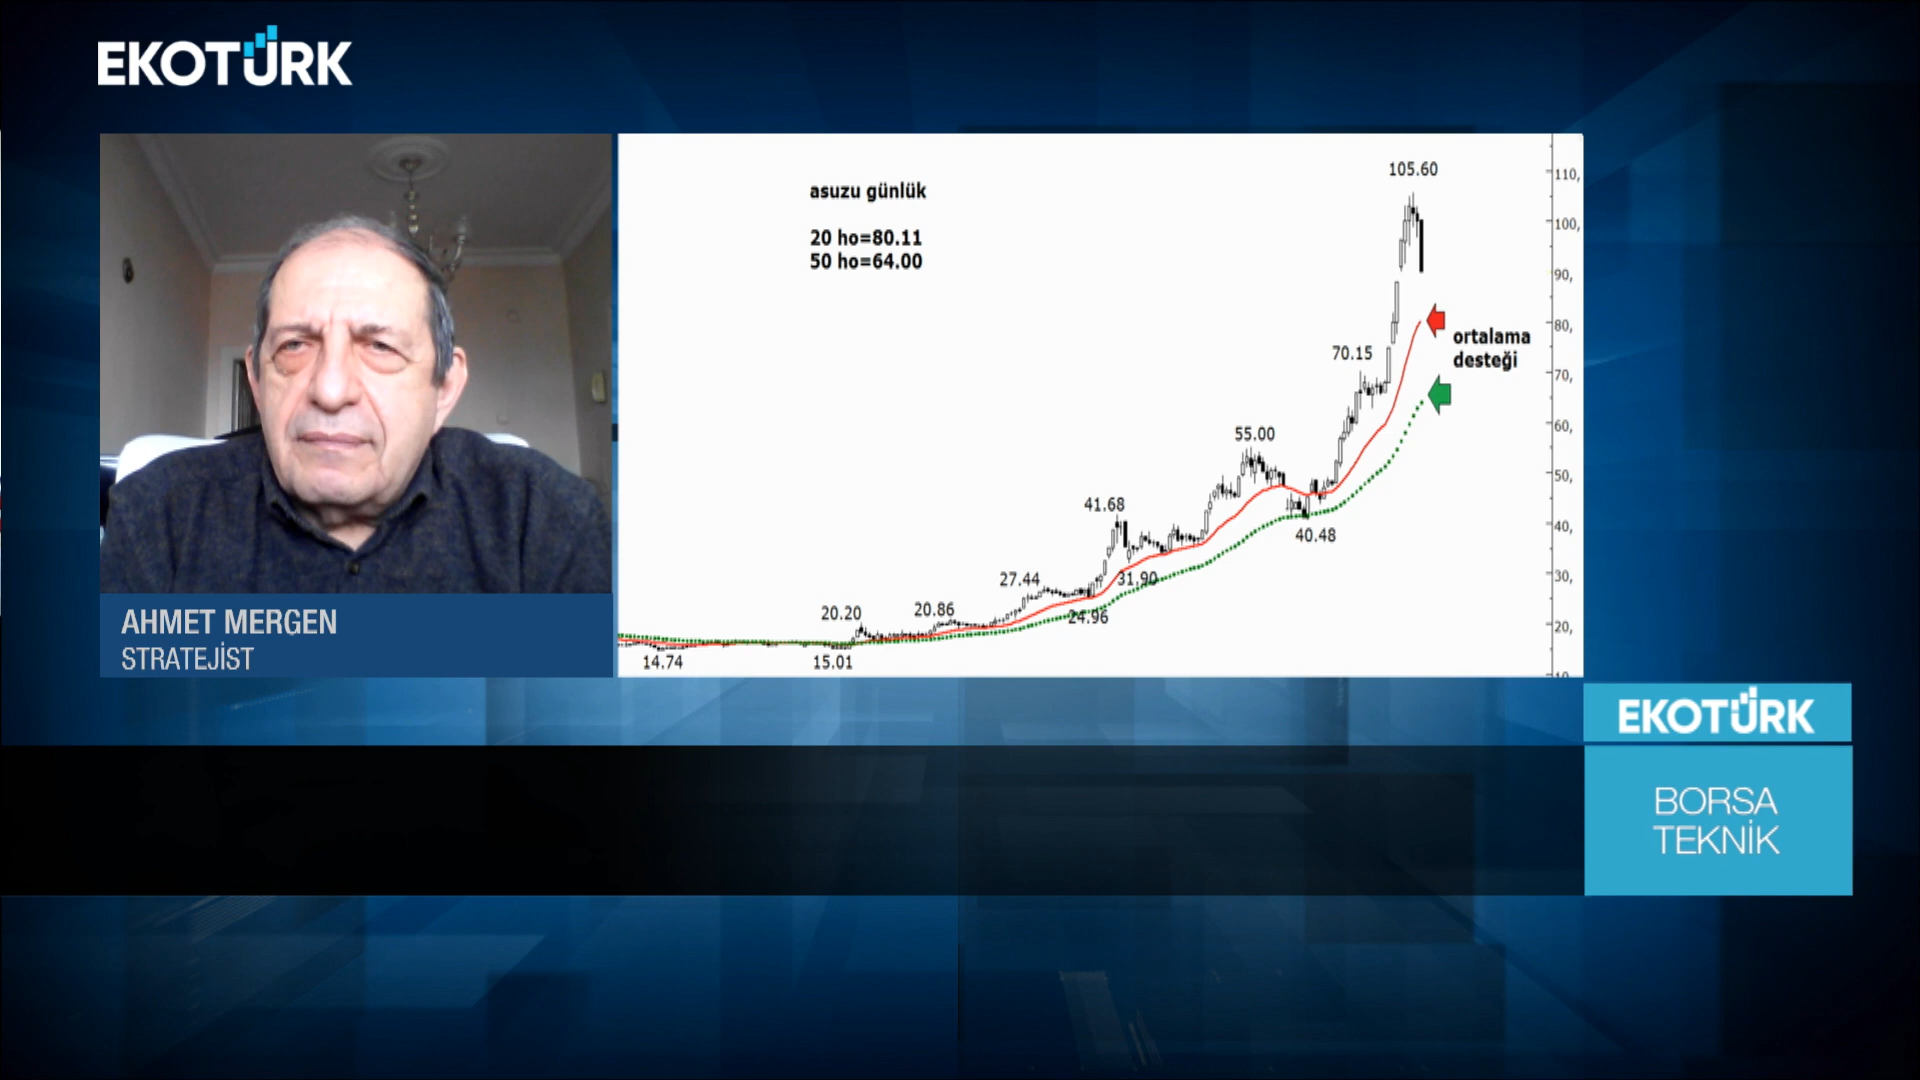 EKOTÜRK
asuzu günlük
20 ho=80.11
50 ho=64.00
105.60
70.15
55.00
41.68
40.48
31.90
27.44
24.96
20.86
20.20
15.01
14.74
ortalama
desteği
110,
100,
90,
80,
70,
60,
50,
40,
30,
20,
10
AHMET MERGEN
STRATEJİST
EKOTÜRK
BORSA
TEKNİK